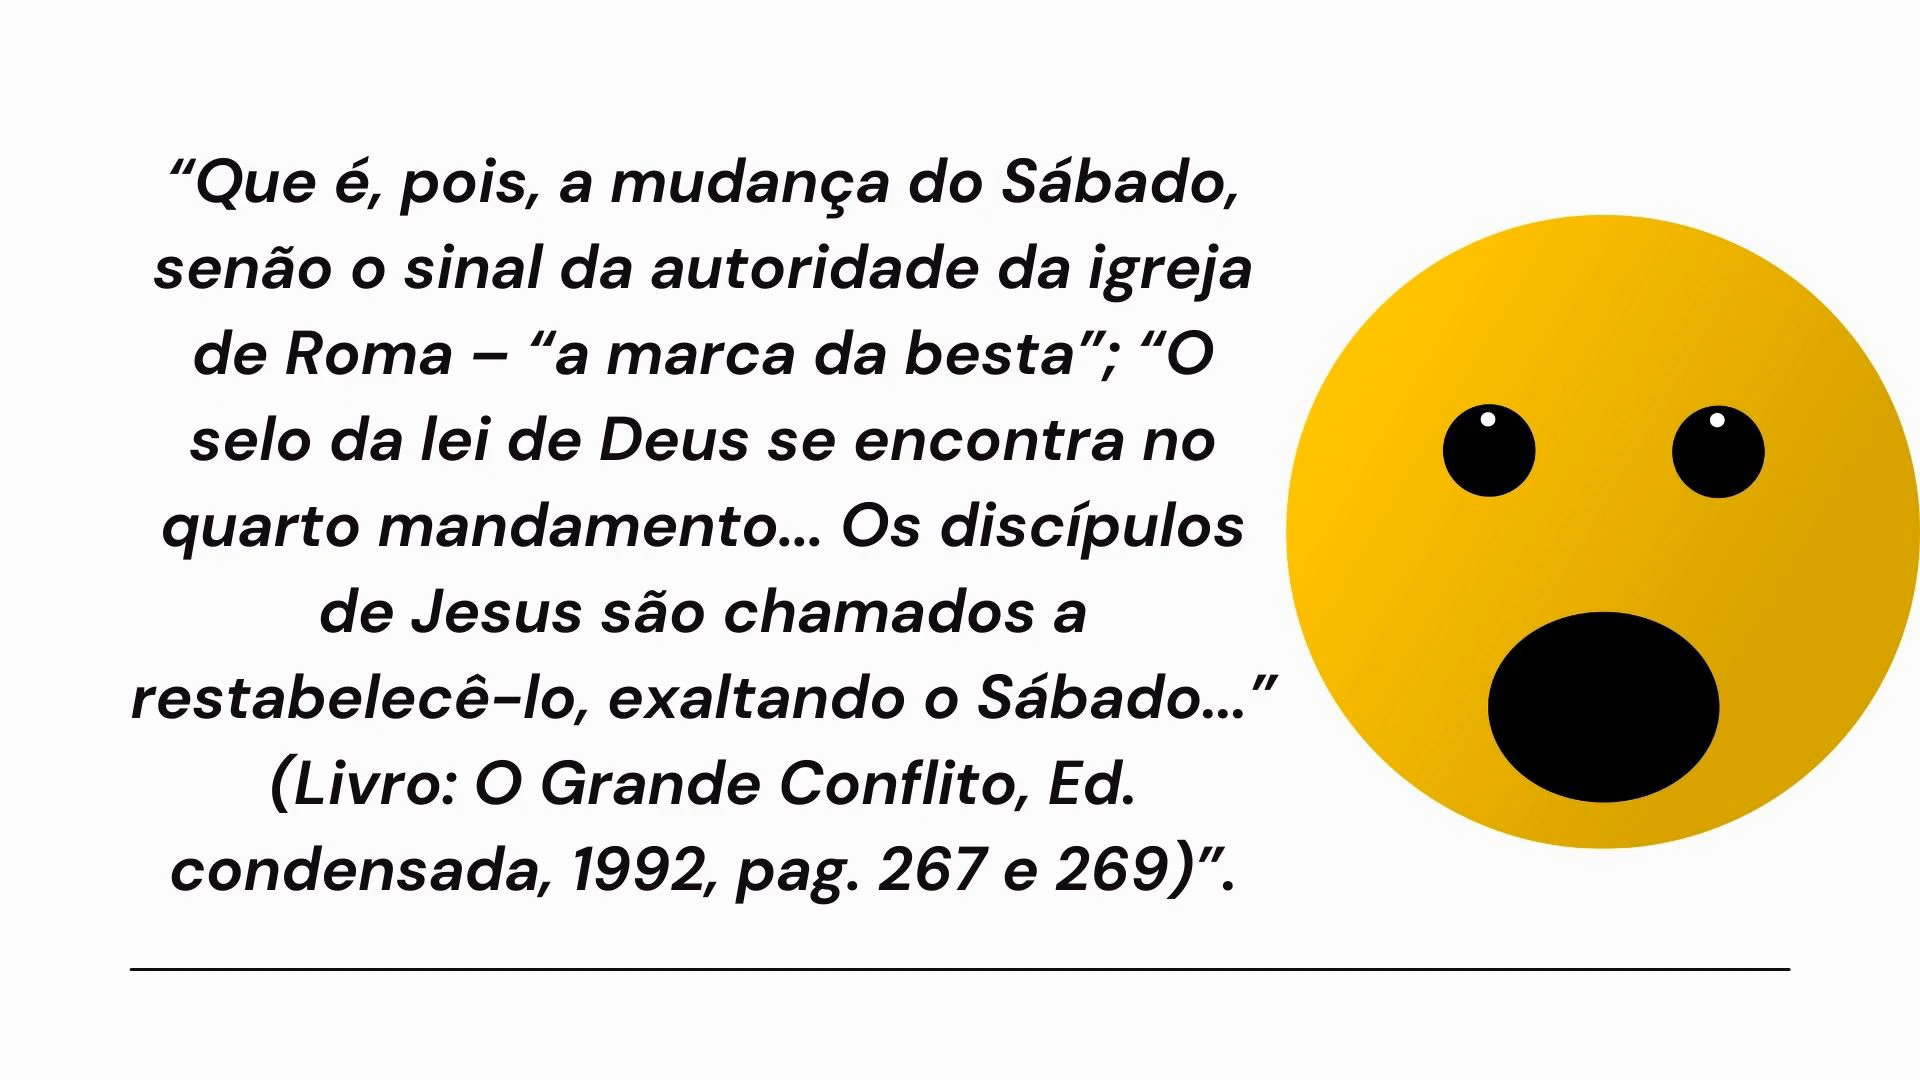 “Que é, pois, a mudança do Sábado,
senão o sinal da autoridade da igreja
de Roma – “a marca da besta”; “O
selo da lei de Deus se encontra no
quarto mandamento... Os discípulos
de Jesus são chamados a
restabelecê-lo, exaltando o Sábado...”
(Livro: O Grande Conflito, Ed.
condensada, 1992, pag. 267 e 269)”.